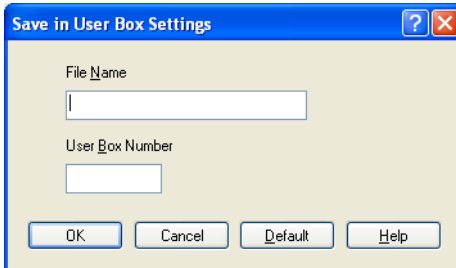 Save in User Box Settings
File Name
User Box Number
OK Cancel Default Help